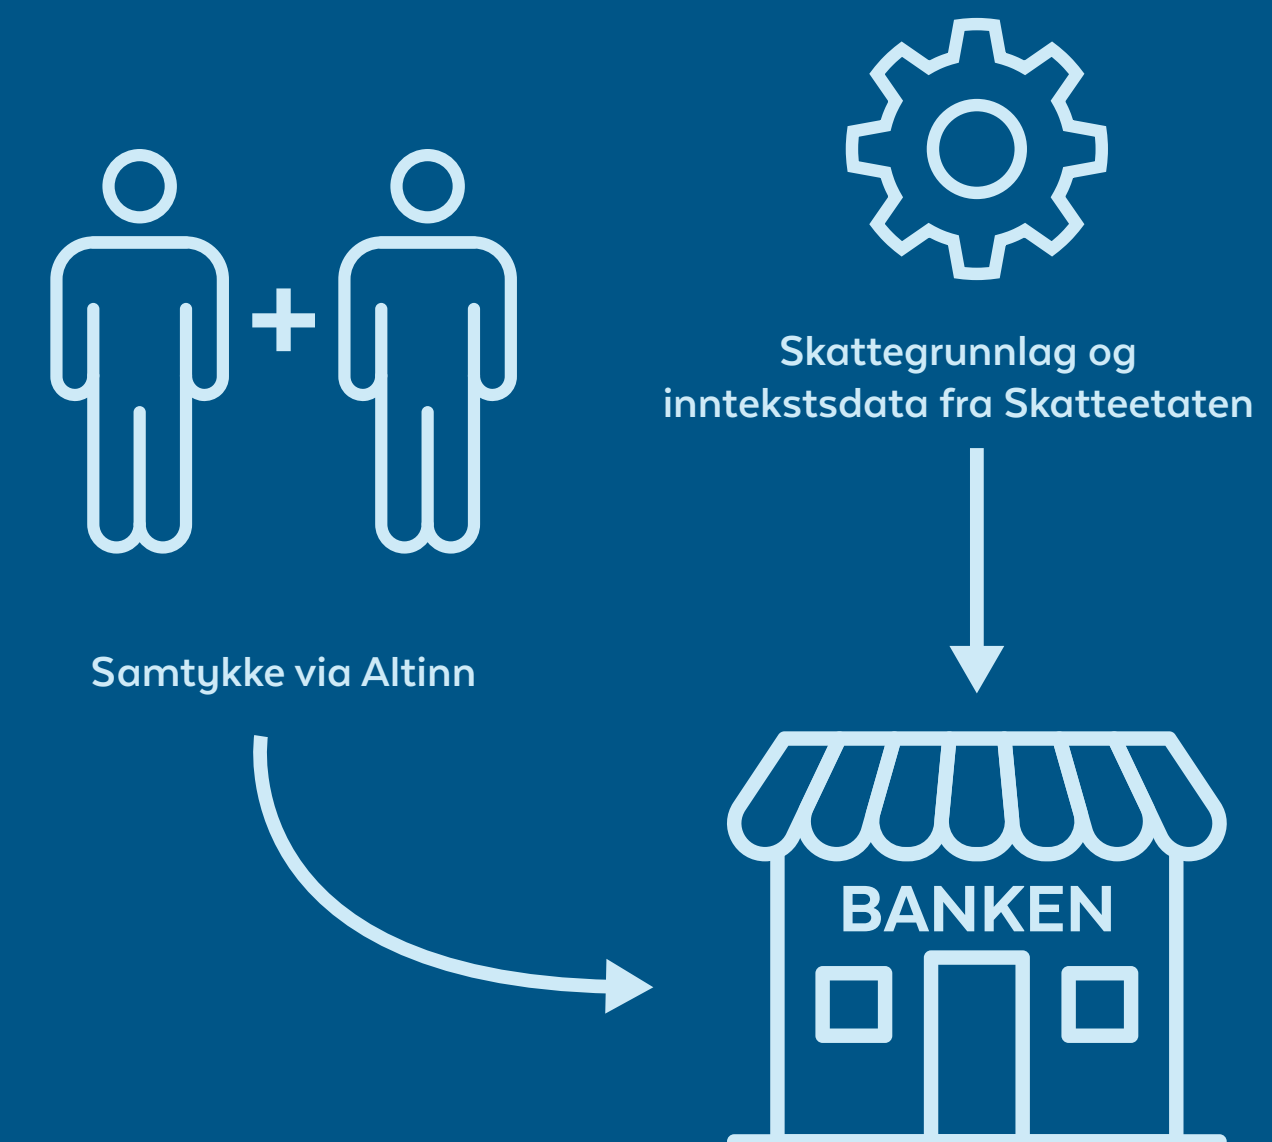 Skattegrunnlag og
inntekstsdata fra Skatteetaten
Samtykke via Altinn
BANKEN